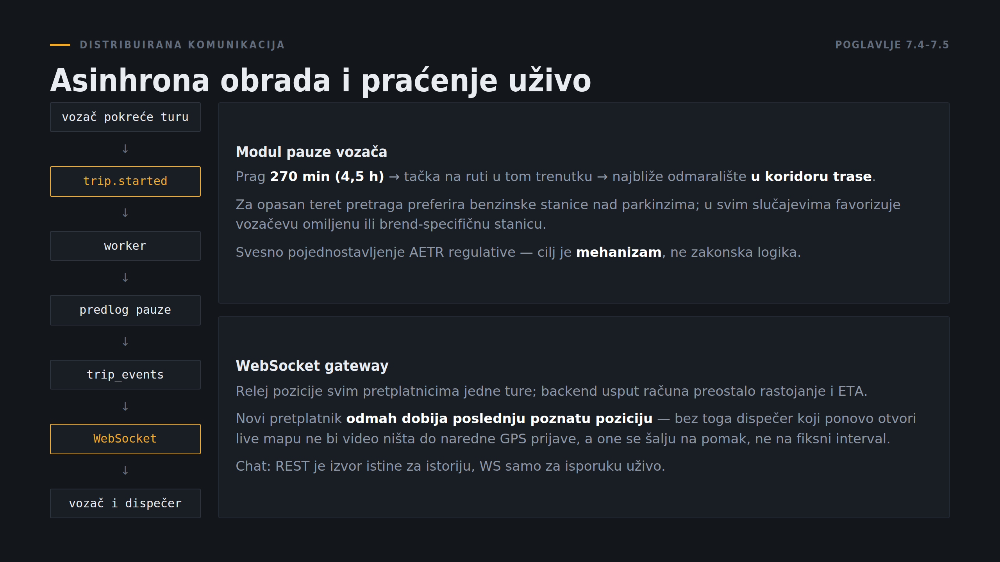 DISTRIBUIRANA KOMUNIKACIJA
POGLAVLJE 7.4–7.5
Asinhrona obrada i praćenje uživo
vozač pokreće turu
↓
trip.started
↓
worker
↓
predlog pauze
↓
trip_events
↓
WebSocket
↓
vozač i dispečer
Modul pauze vozača
Prag 270 min (4,5 h) → tačka na ruti u tom trenutku → najbliže odmaralište u koridoru trase.
Za opasan teret pretraga preferira benzinske stanice nad parkinzima; u svim slučajevima favorizuje
vozačevu omiljenu ili brend-specifičnu stanicu.
Svesno pojednostavljenje AETR regulative — cilj je mehanizam, ne zakonska logika.
WebSocket gateway
Relej pozicije svim pretplatnicima jedne ture; backend usput računa preostalo rastojanje i ETA.
Novi pretplatnik odmah dobija poslednju poznatu poziciju — bez toga dispečer koji ponovo otvori
live mapu ne bi video ništa do naredne GPS prijave, a one se šalju na pomak, ne na fiksni interval.
Chat: REST je izvor istine za istoriju, WS samo za isporuku uživo.